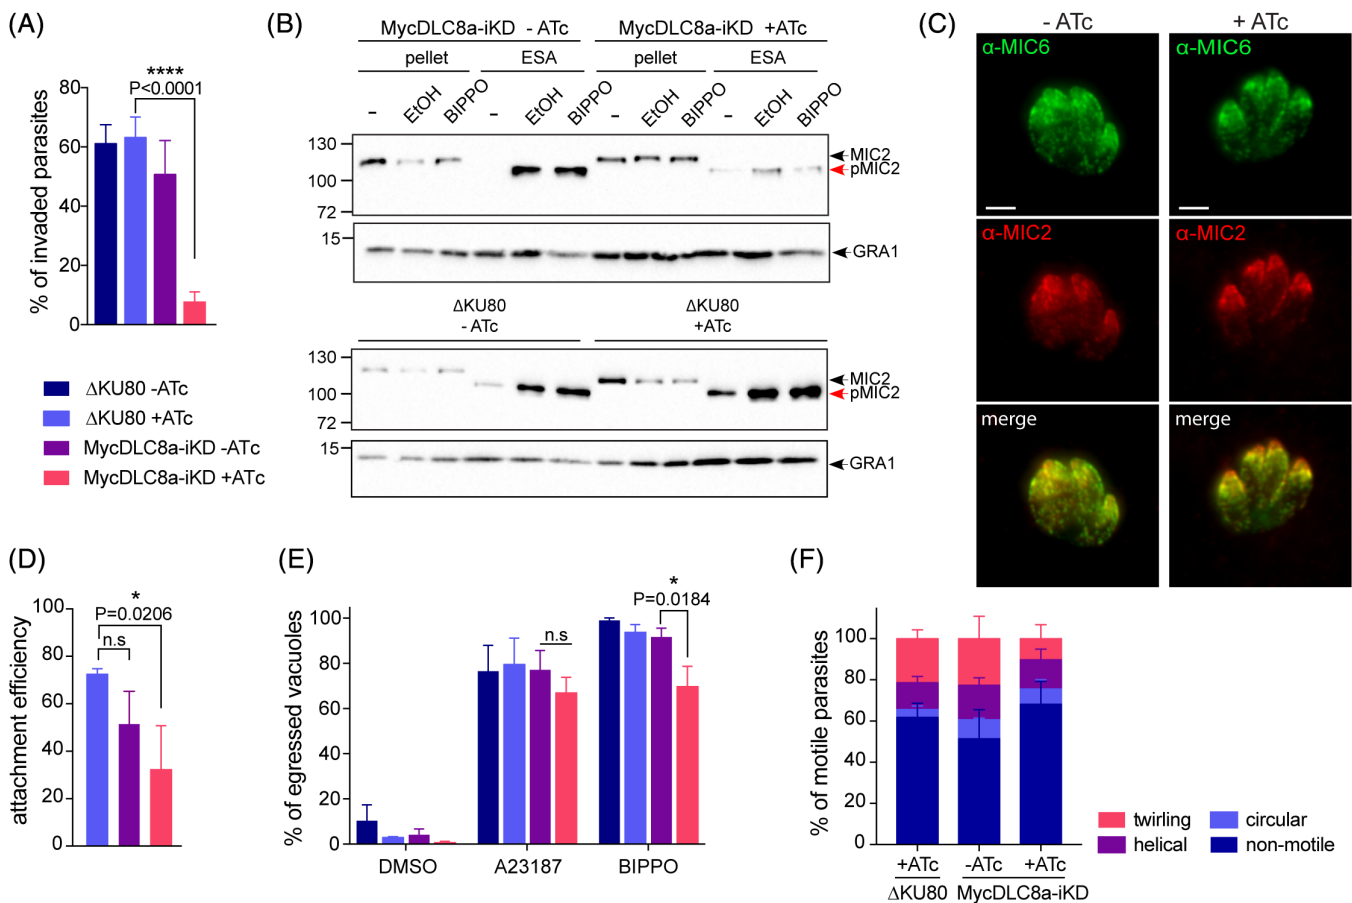 (A)
****
P<0.0001
% of invaded parasites
80
60
40
20
0
ΔKU80 -ATc
ΔKU80 +ATc
MycDLC8a-iKD -ATc
MycDLC8a-iKD +ATc
(B)
MycDLC8a-iKD - ATc
MycDLC8a-iKD +ATc
pellet
ESA
pellet
ESA
- EtOH BIPPO - EtOH BIPPO - EtOH BIPPO - EtOH BIPPO
130
100
72
MIC2
pMIC2
15
GRA1
ΔKU80
- ATc
ΔKU80
+ATc
130
100
72
MIC2
pMIC2
15
GRA1
(C)
- ATc
+ ATc
α-MIC6
α-MIC6
α-MIC2
α-MIC2
merge
merge
(D)
*
P=0.0206
n.s
attachment efficiency
100
80
60
40
20
0
(E)
*
P=0.0184
n.s
% of egressed vacuoles
100
80
60
40
20
0
DMSO
A23187
BIPPO
(F)
% of motile parasites
100
80
60
40
20
0
+ATc
-ATc
+ATc
ΔKU80
MycDLC8a-iKD
twirling
circular
helical
non-motile